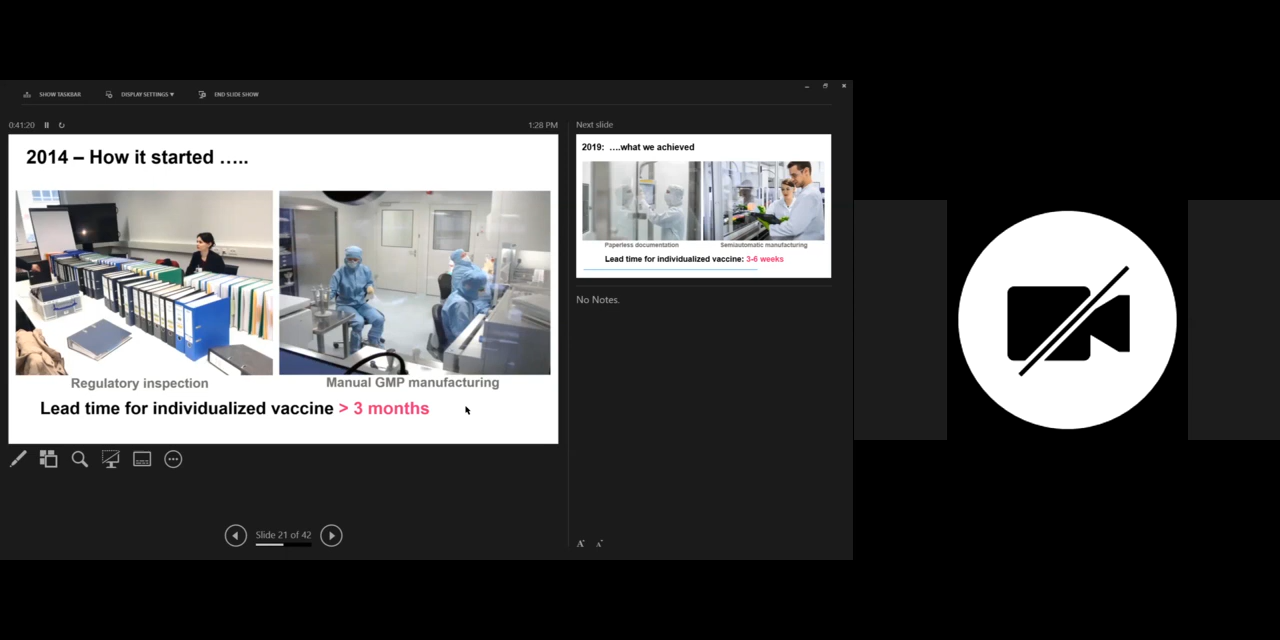 SHOW TASKBAR
DISPLAY SETTINGS ▼
END SLIDE SHOW
0:41:20
1:28 PM
2014 – How it started …..
Regulatory inspection
Manual GMP manufacturing
Lead time for individualized vaccine > 3 months
Slide 21 of 42
Next slide
2019: ….what we achieved
Paperless documentation
Semiautomatic manufacturing
Lead time for individualized vaccine: 3-6 weeks
No Notes.
A A